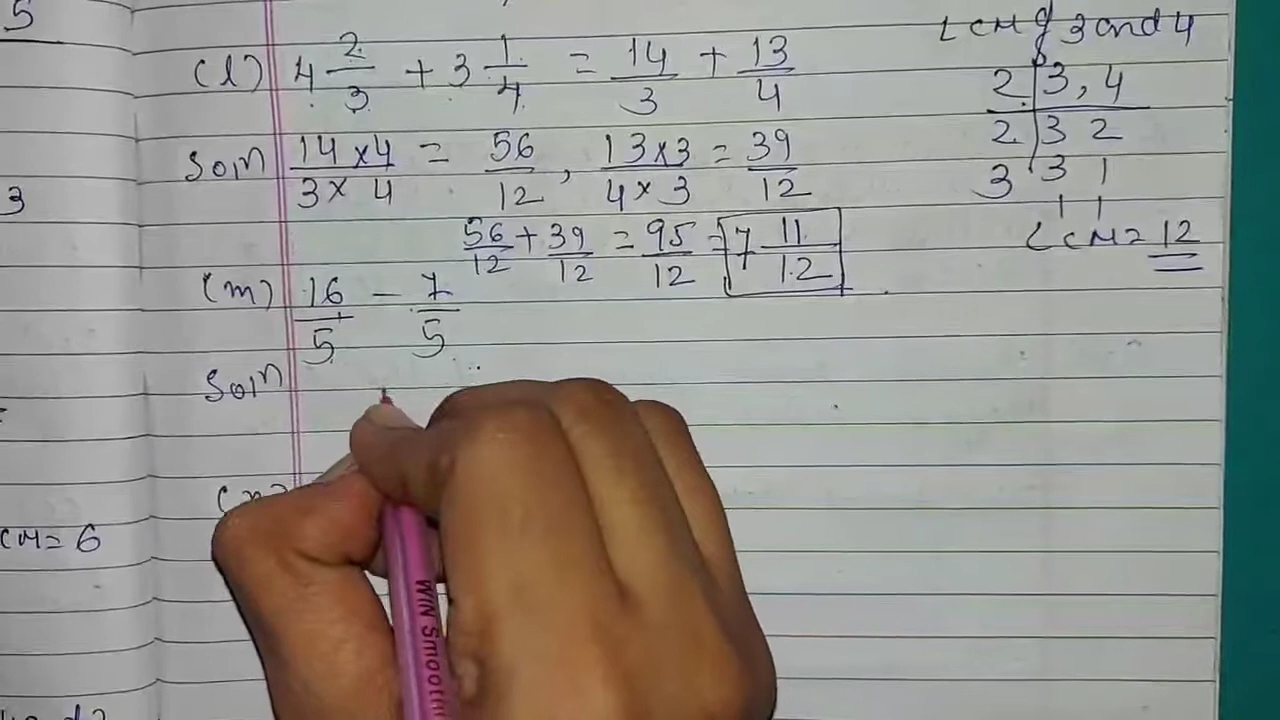 5
LCM of 3 and 4
(l) 4 2/3 + 3 1/4 = 14/3 + 13/4
2 | 3, 4
2 | 3 2
3 | 3 1
1 1
LCM = 12
Soln 14×4/3×4 = 56/12, 13×3/4×3 = 39/12
3
56/12 + 39/12 = 95/12 = 7 11/12
(m) 16/5 - 7/5
Soln
CM = 6
WIN Smooth